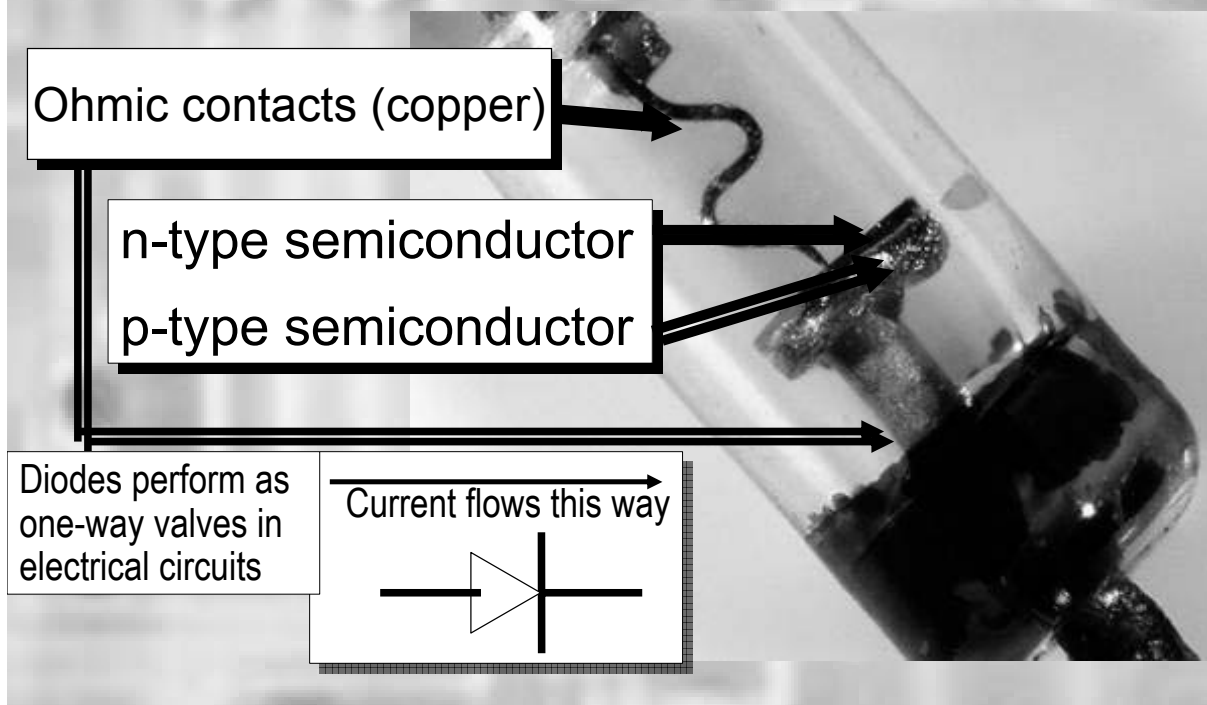 Ohmic contacts (copper)
n-type semiconductor
p-type semiconductor
Diodes perform as
one-way valves in
electrical circuits
Current flows this way